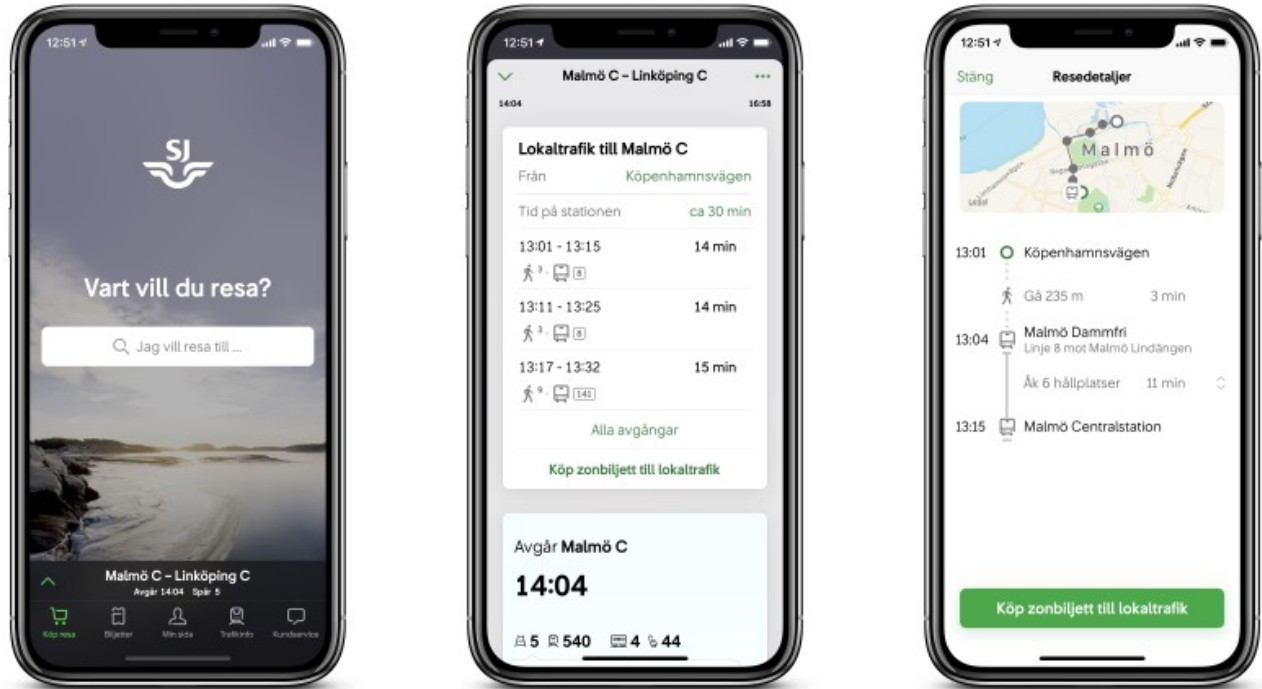 12:51
SJ
Vart vill du resa?
Jag vill resa till ...
Malmö C – Linköping C
Avgår 14:04 Spår 5
Köp resa Biljetter Min sida Trafikinfo Kundservice
12:51
Malmö C – Linköping C
14:04 16:58
Lokaltrafik till Malmö C
Från Köpenhamnsvägen
Tid på stationen ca 30 min
13:01 - 13:15 14 min
3 · 8
13:11 - 13:25 14 min
3 · 8
13:17 - 13:32 15 min
9 · 141
Alla avgångar
Köp zonbiljett till lokaltrafik
Avgår Malmö C
14:04
5 540 4 44
12:51
Stäng Resedetaljer
Malmö
Legal
13:01 Köpenhamnsvägen
Gå 235 m 3 min
13:04 Malmö Dammfri
Linje 8 mot Malmö Lindängen
Åk 6 hållplatser 11 min
13:15 Malmö Centralstation
Köp zonbiljett till lokaltrafik